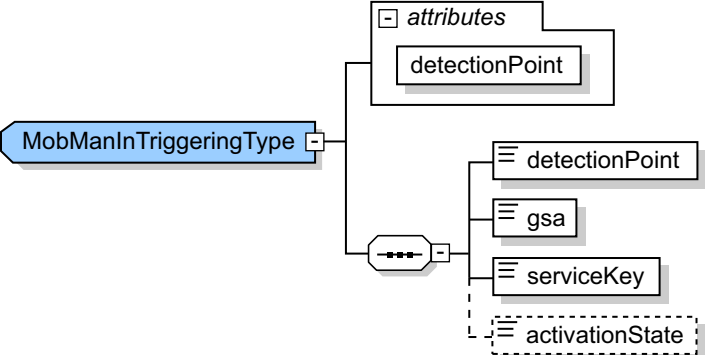 attributes
detectionPoint
MobManInTriggeringType
detectionPoint
gsa
serviceKey
activationState